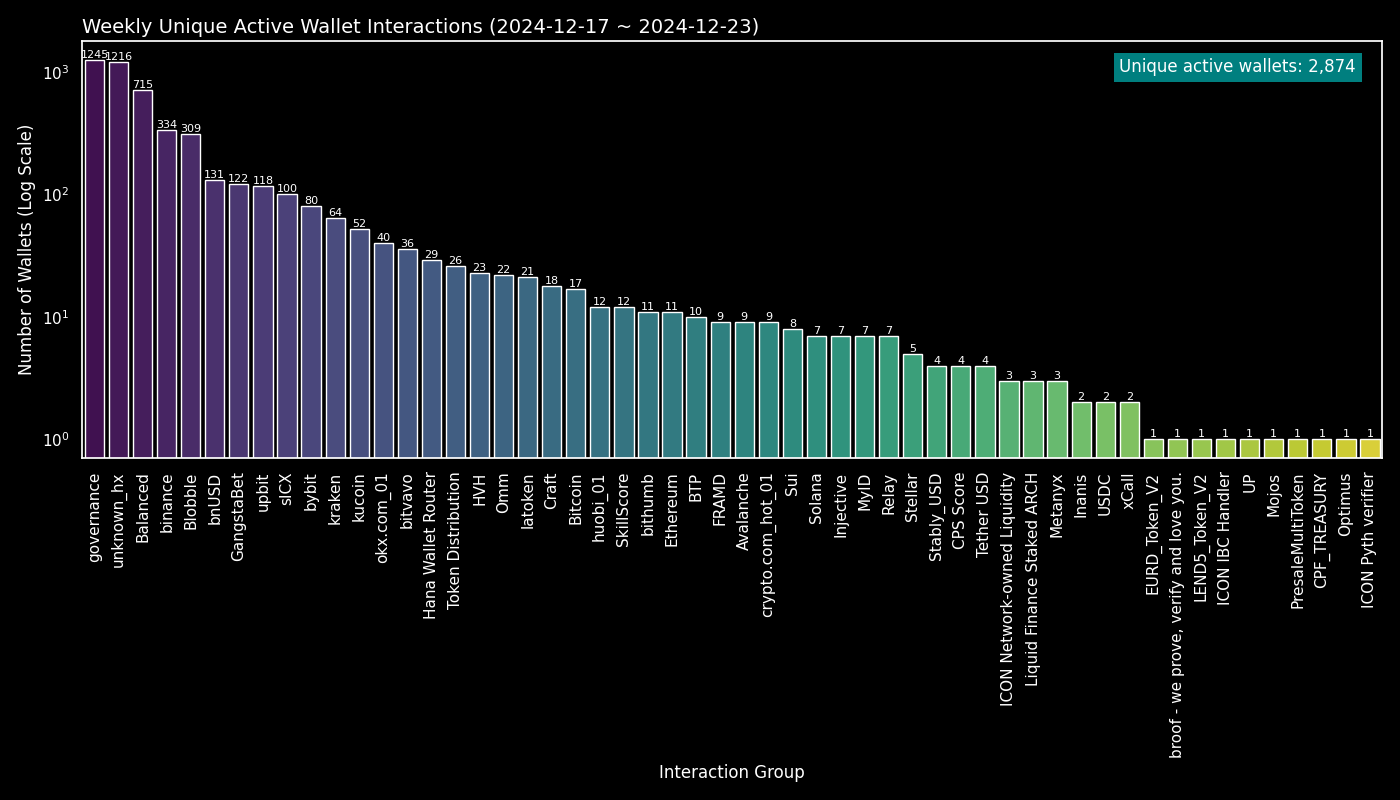 Weekly Unique Active Wallet Interactions (2024-12-17 ~ 2024-12-23)
Unique active wallets: 2,874
Number of Wallets (Log Scale)
10³
10²
10¹
10⁰
1245
1216
715
334
309
131
122
118
100
80
64
52
40
36
29
26
23
22
21
18
17
12
12
11
11
10
9
9
9
8
7
7
7
7
5
4
4
4
3
3
3
2
2
2
1
1
1
1
1
1
1
1
1
1
governance
unknown_hx
Balanced
binance
Blobble
bnUSD
GangstaBet
upbit
sICX
bybit
kraken
kucoin
okx.com_01
bitvavo
Hana Wallet Router
Token Distribution
HVH
Omm
latoken
Craft
Bitcoin
huobi_01
SkillScore
bithumb
Ethereum
BTP
FRAMD
Avalanche
crypto.com_hot_01
Sui
Solana
Injective
MyID
Relay
Stellar
Stably_USD
CPS Score
Tether USD
ICON Network-owned Liquidity
Liquid Finance Staked ARCH
Metanyx
Inanis
USDC
xCall
EURD_Token_V2
broof - we prove, verify and love you.
LEND5_Token_V2
ICON IBC Handler
UP
Mojos
PresaleMultiToken
CPF_TREASURY
Optimus
ICON Pyth verifier
Interaction Group